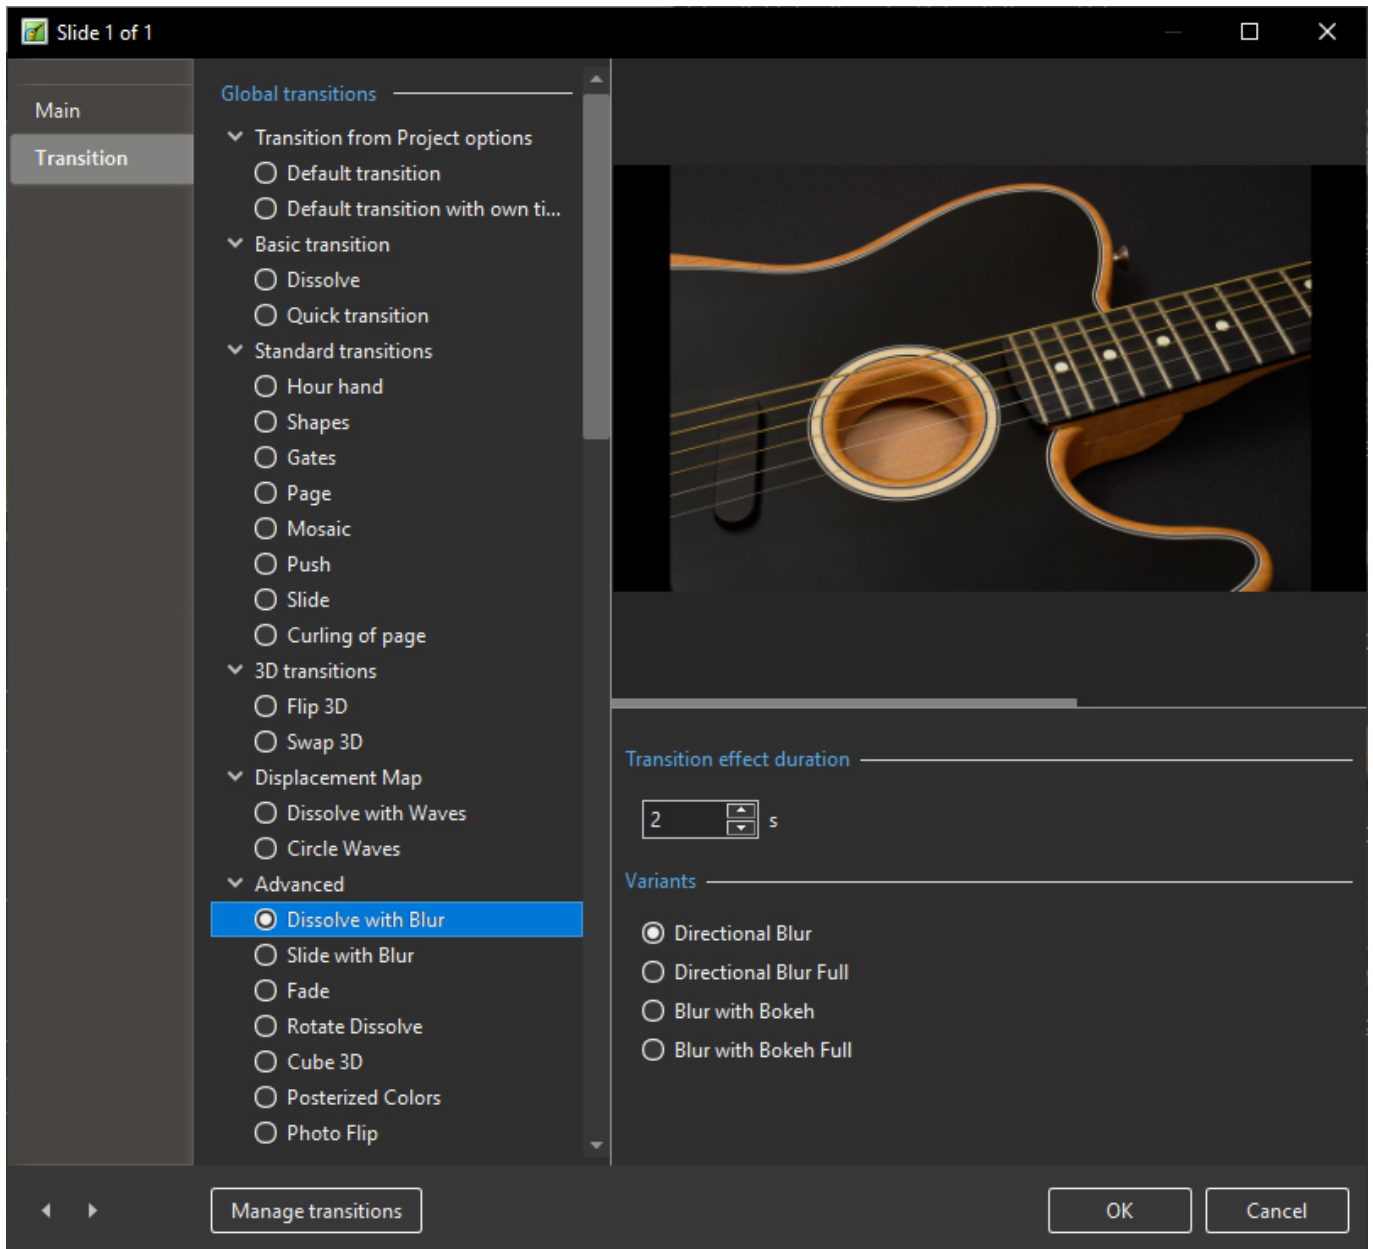 Slide 1 of 1
Main
Transition
Global transitions
Transition from Project options
Default transition
Default transition with own ti...
Basic transition
Dissolve
Quick transition
Standard transitions
Hour hand
Shapes
Gates
Page
Mosaic
Push
Slide
Curling of page
3D transitions
Flip 3D
Swap 3D
Displacement Map
Dissolve with Waves
Circle Waves
Advanced
Dissolve with Blur
Slide with Blur
Fade
Rotate Dissolve
Cube 3D
Posterized Colors
Photo Flip
Transition effect duration
2 s
Variants
Directional Blur
Directional Blur Full
Blur with Bokeh
Blur with Bokeh Full
Manage transitions
OK
Cancel